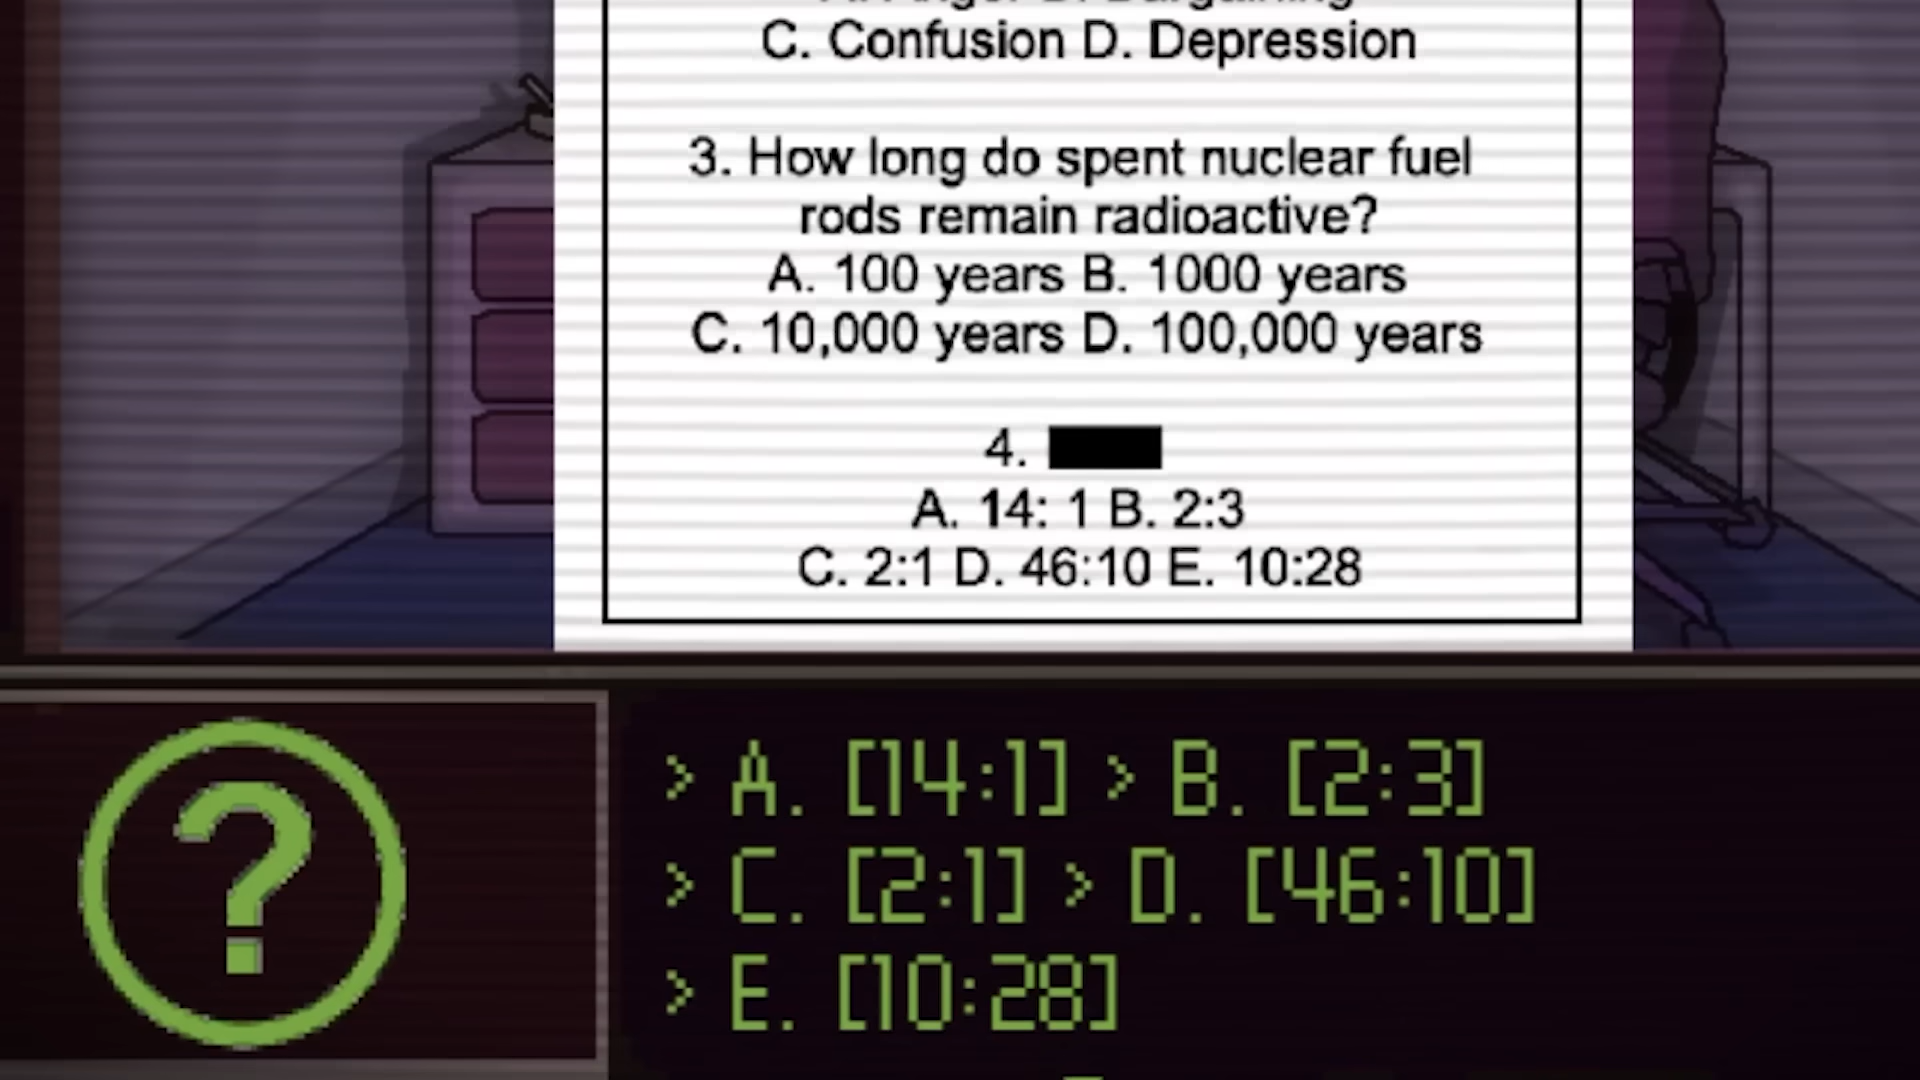 C. Confusion D. Depression
3. How long do spent nuclear fuel
rods remain radioactive?
A. 100 years B. 1000 years
C. 10,000 years D. 100,000 years
4.
A. 14: 1 B. 2:3
C. 2:1 D. 46:10 E. 10:28
?
> A. [14:1] > B. [2:3]
> C. [2:1] > D. [46:10]
> E. [10:28]